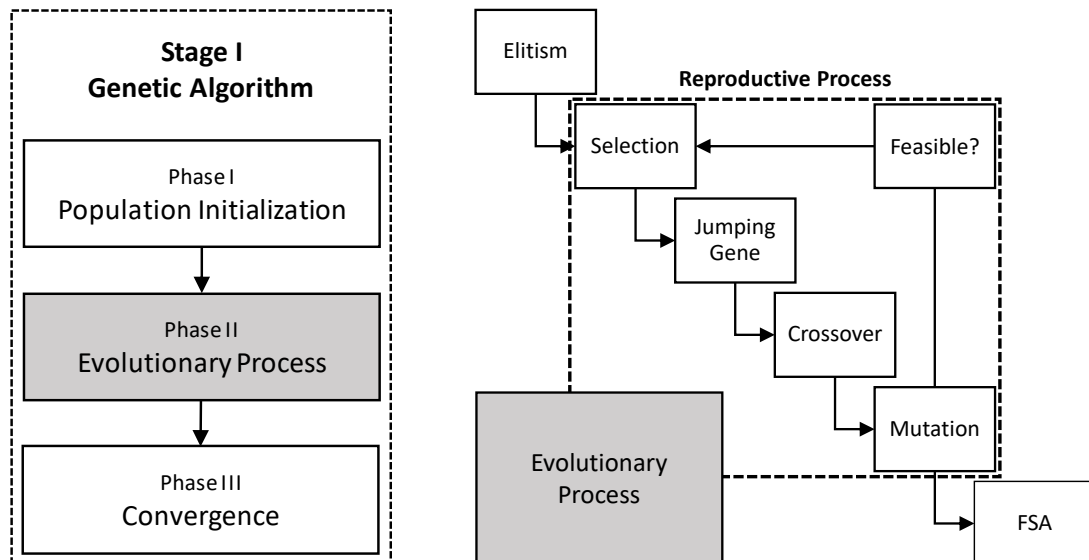 Stage I
Genetic Algorithm
Phase I
Population Initialization
Phase II
Evolutionary Process
Phase III
Convergence
Elitism
Reproductive Process
Selection
Feasible?
Jumping
Gene
Crossover
Mutation
Evolutionary
Process
FSA